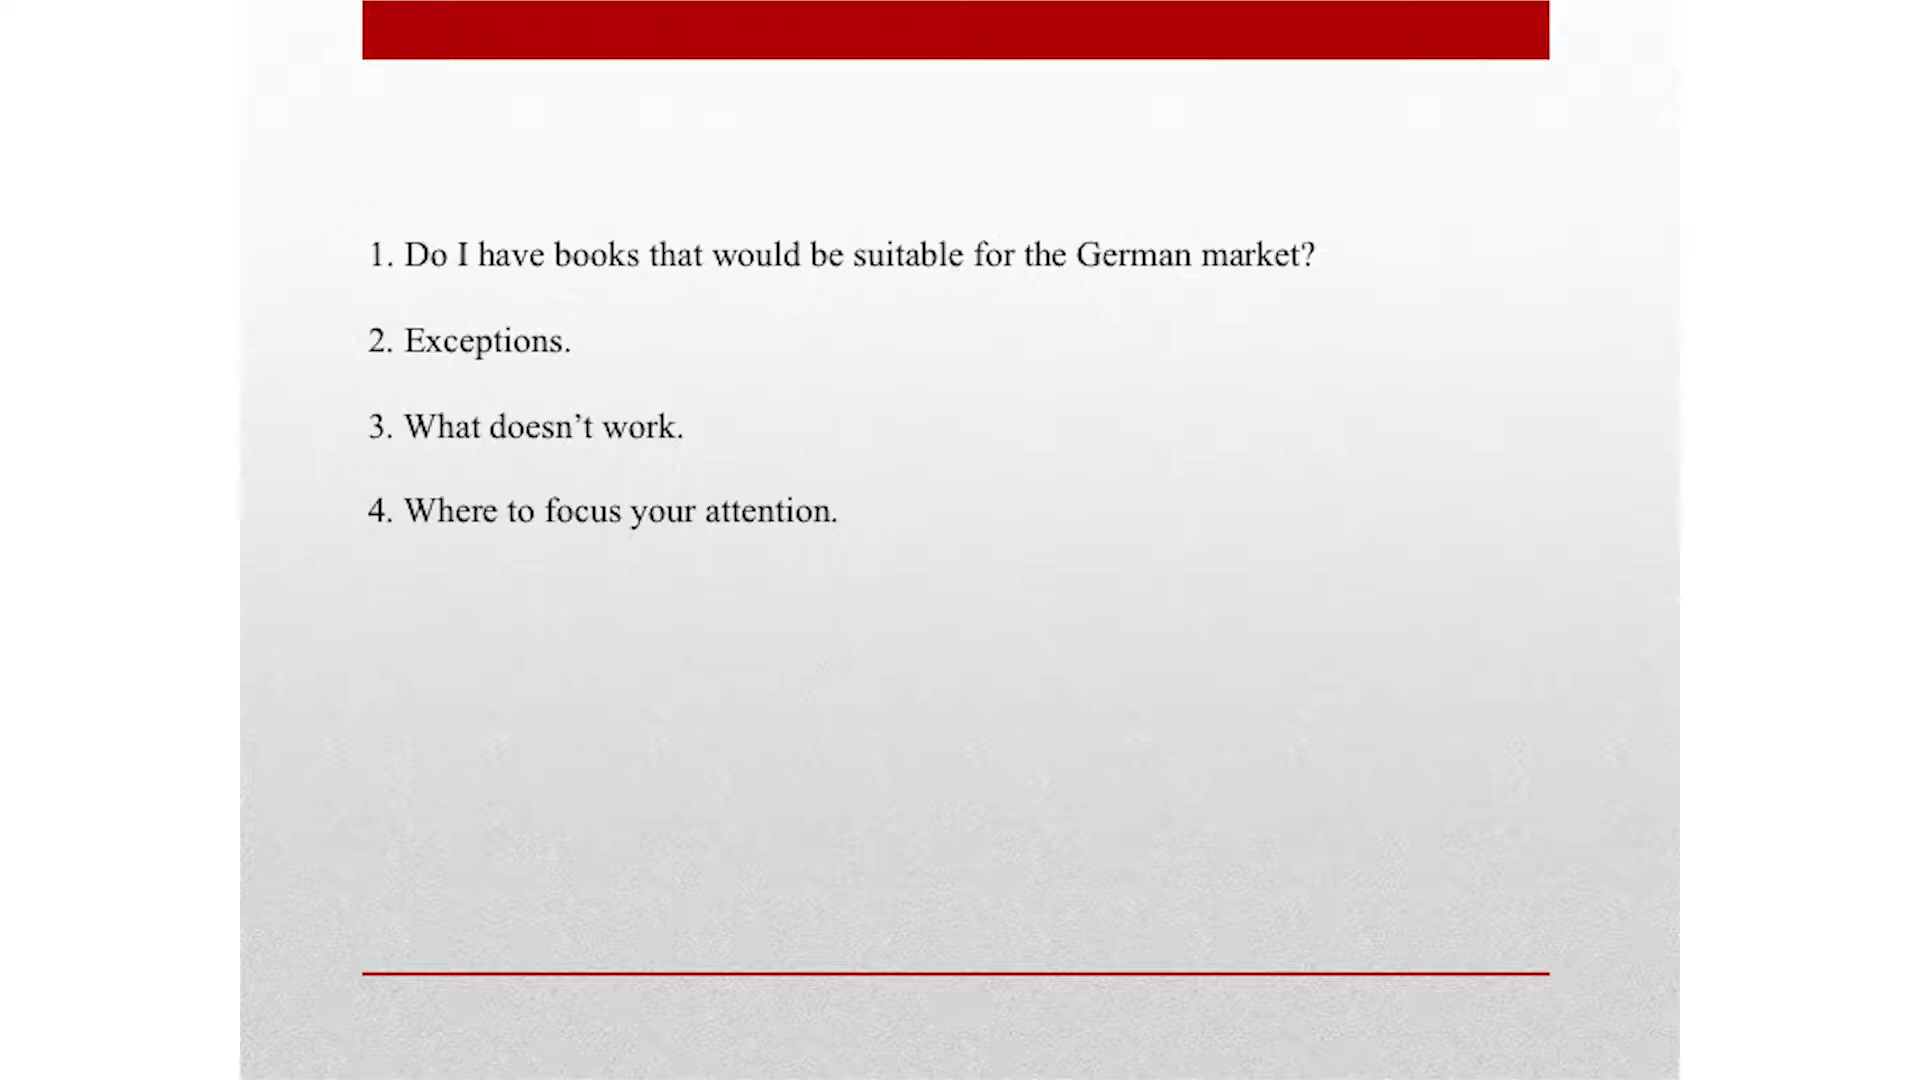 1. Do I have books that would be suitable for the German market?
2. Exceptions.
3. What doesn’t work.
4. Where to focus your attention.